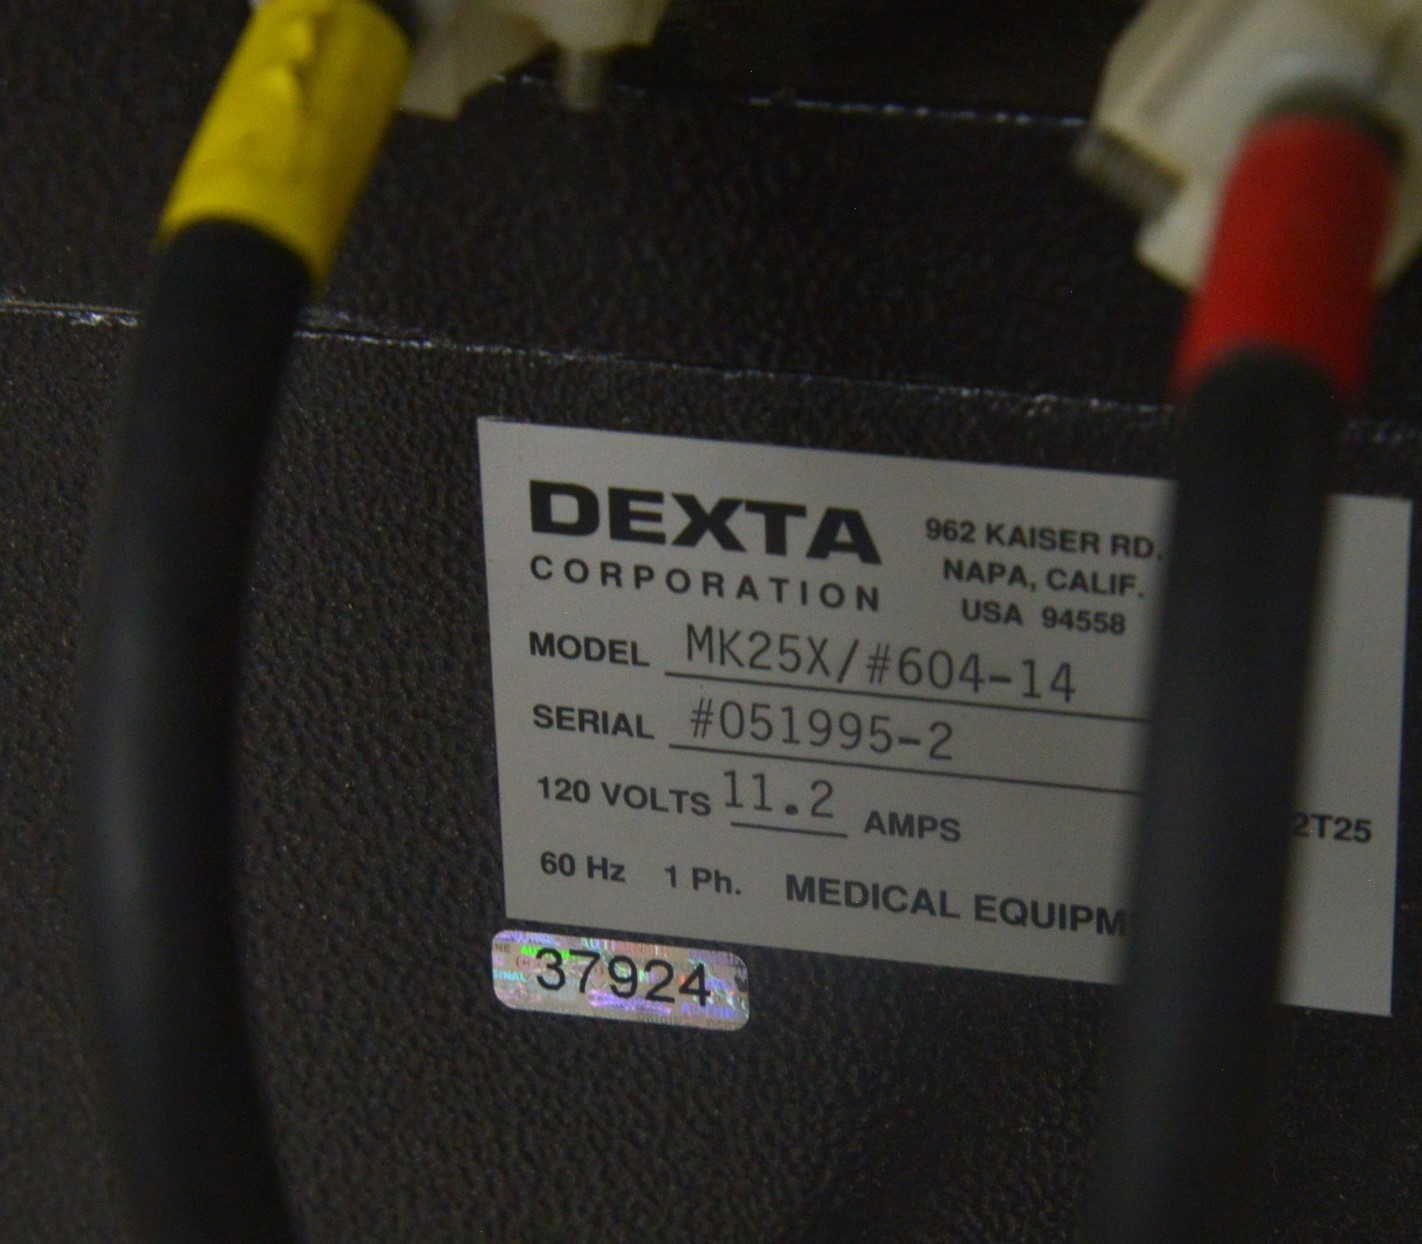 DEXTA
CORPORATION
962 KAISER RD.
NAPA, CALIF.
USA 94558
MODEL MK25X/#604-14
SERIAL #051995-2
120 VOLTS 11.2 AMPS
2T25
60 Hz 1 Ph. MEDICAL EQUIPM
37924